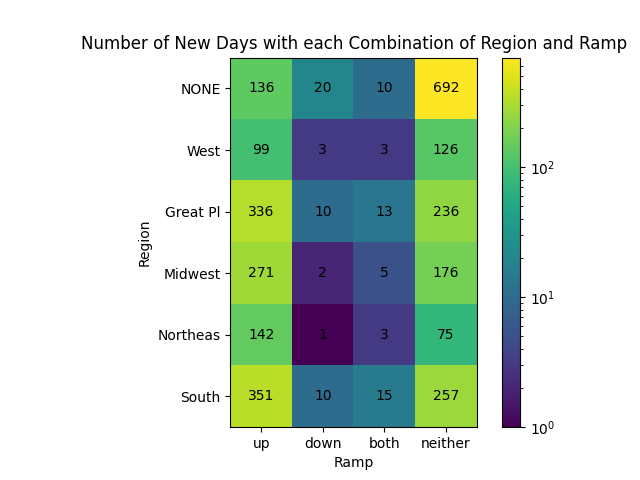 Number of New Days with each Combination of Region and Ramp
NONE 136 20 10 692
West 99 3 3 126
10²
Great Pl 336 10 13 236
Region
Midwest 271 2 5 176
10¹
Northeas 142 1 3 75
South 351 10 15 257
10⁰
up down both neither
Ramp